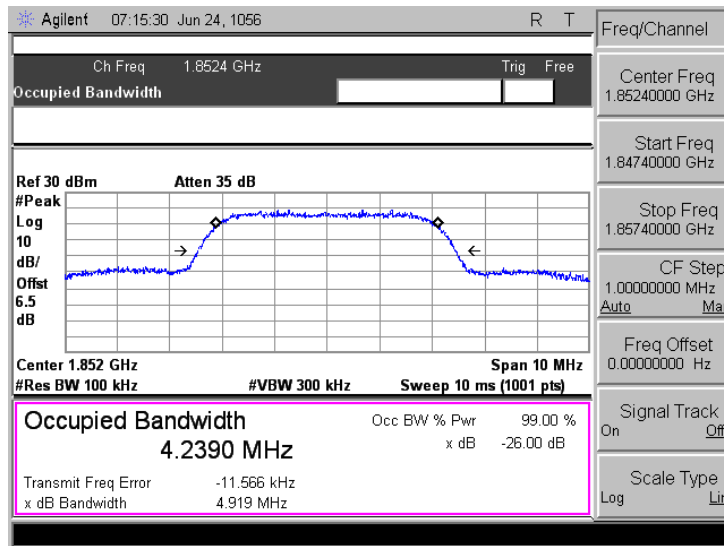 Agilent 07:15:30 Jun 24, 1056 R T
Ch Freq 1.8524 GHz Trig Free
Occupied Bandwidth
Ref 30 dBm Atten 35 dB
#Peak
Log
10
dB/
Offst
6.5
dB
Center 1.852 GHz Span 10 MHz
#Res BW 100 kHz #VBW 300 kHz Sweep 10 ms (1001 pts)
Occupied Bandwidth
4.2390 MHz
Occ BW % Pwr 99.00 %
x dB -26.00 dB
Transmit Freq Error -11.566 kHz
x dB Bandwidth 4.919 MHz
Freq/Channel
Center Freq
1.85240000 GHz
Start Freq
1.84740000 GHz
Stop Freq
1.85740000 GHz
CF Step
1.00000000 MHz
Auto Ma
Freq Offset
0.00000000 Hz
Signal Track
On Off
Scale Type
Log Lin